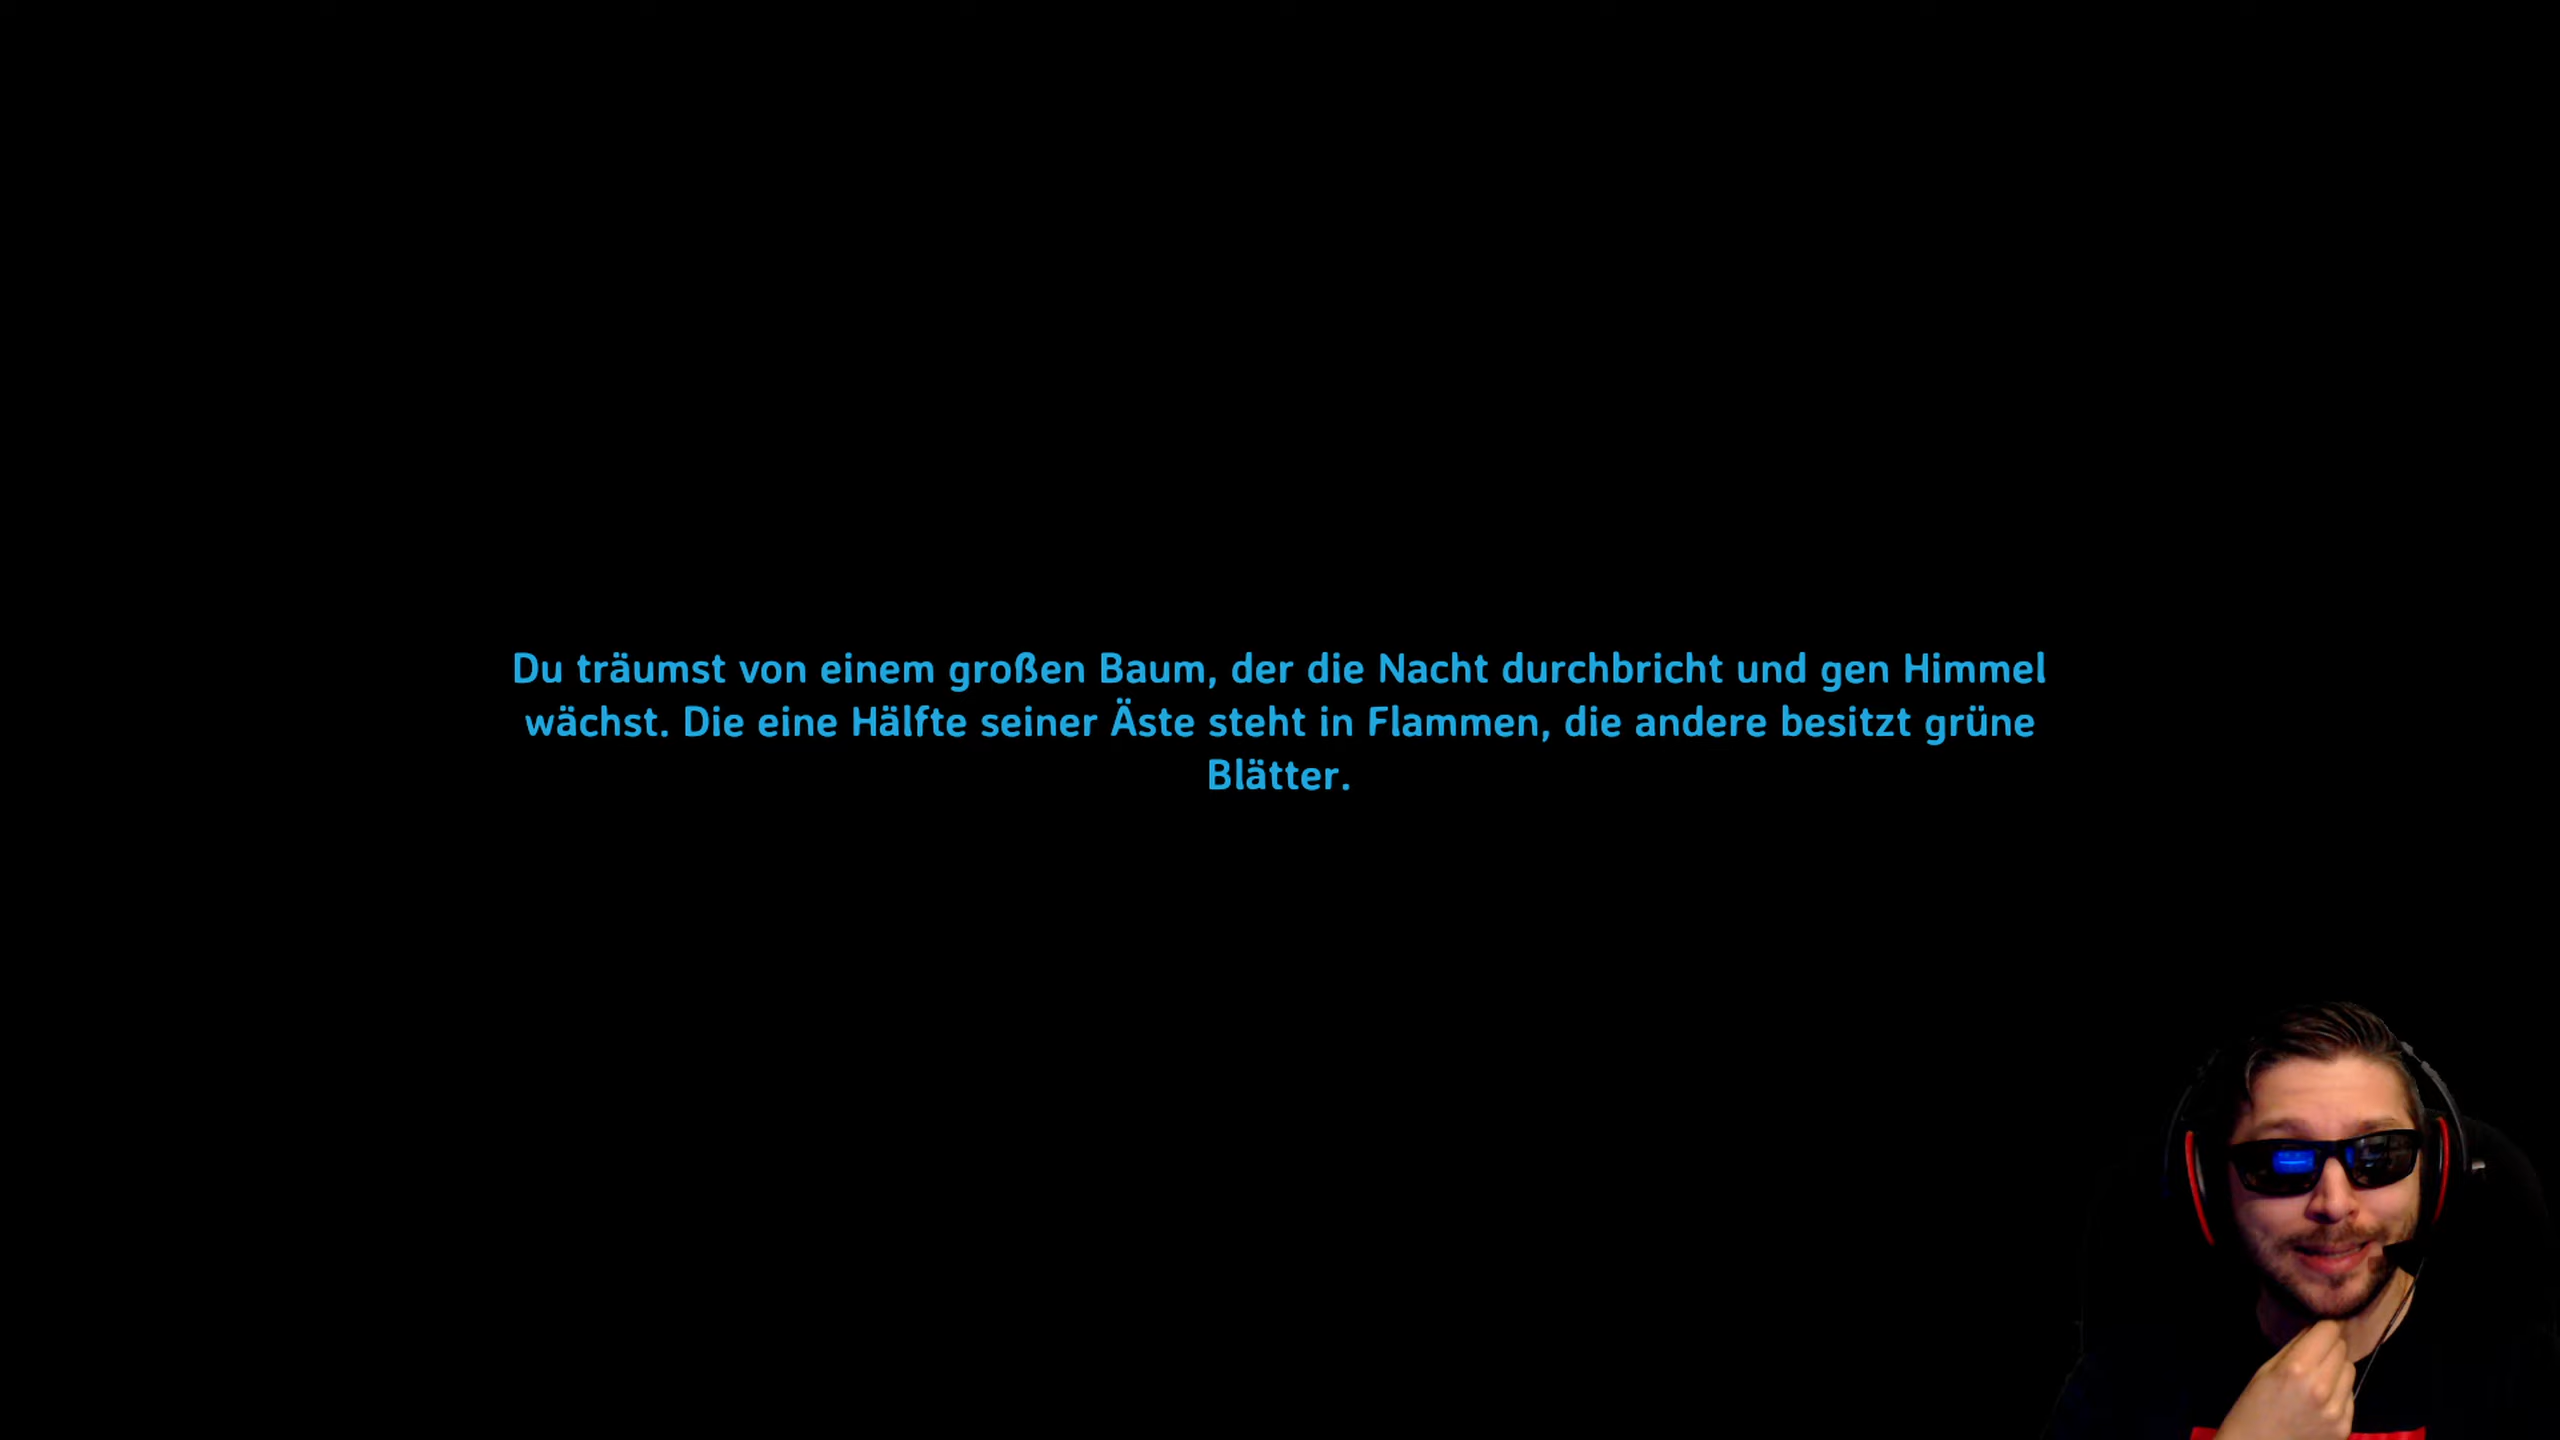 Du träumst von einem großen Baum, der die Nacht durchbricht und gen Himmel
wächst. Die eine Hälfte seiner Äste steht in Flammen, die andere besitzt grüne
Blätter.